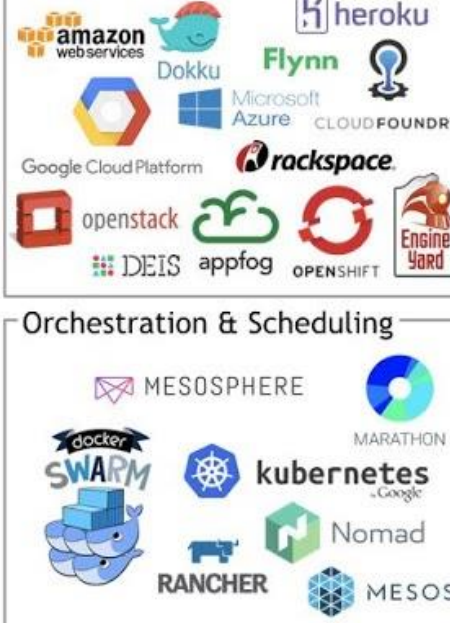 heroku
amazon
webservices
Dokku
Flynn
Microsoft
Azure
CLOUDFOUNDR
Google Cloud Platform
rackspace.
openstack
Engine
Yard
DEIS
appfog
OPENSHIFT
Orchestration & Scheduling
MESOSPHERE
MARATHON
docker
SWARM
kubernetes
by Google
Nomad
RANCHER
MESOS